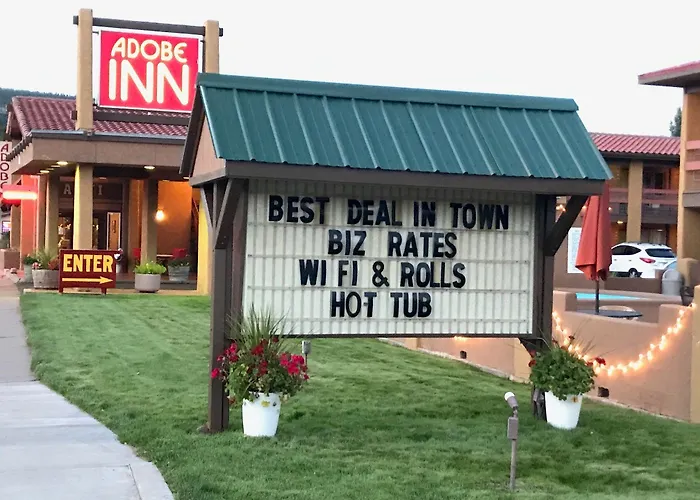 ADOBE
INN
ENTER
BEST DEAL IN TOWN
BIZ RATES
WI FI & ROLLS
HOT TUB